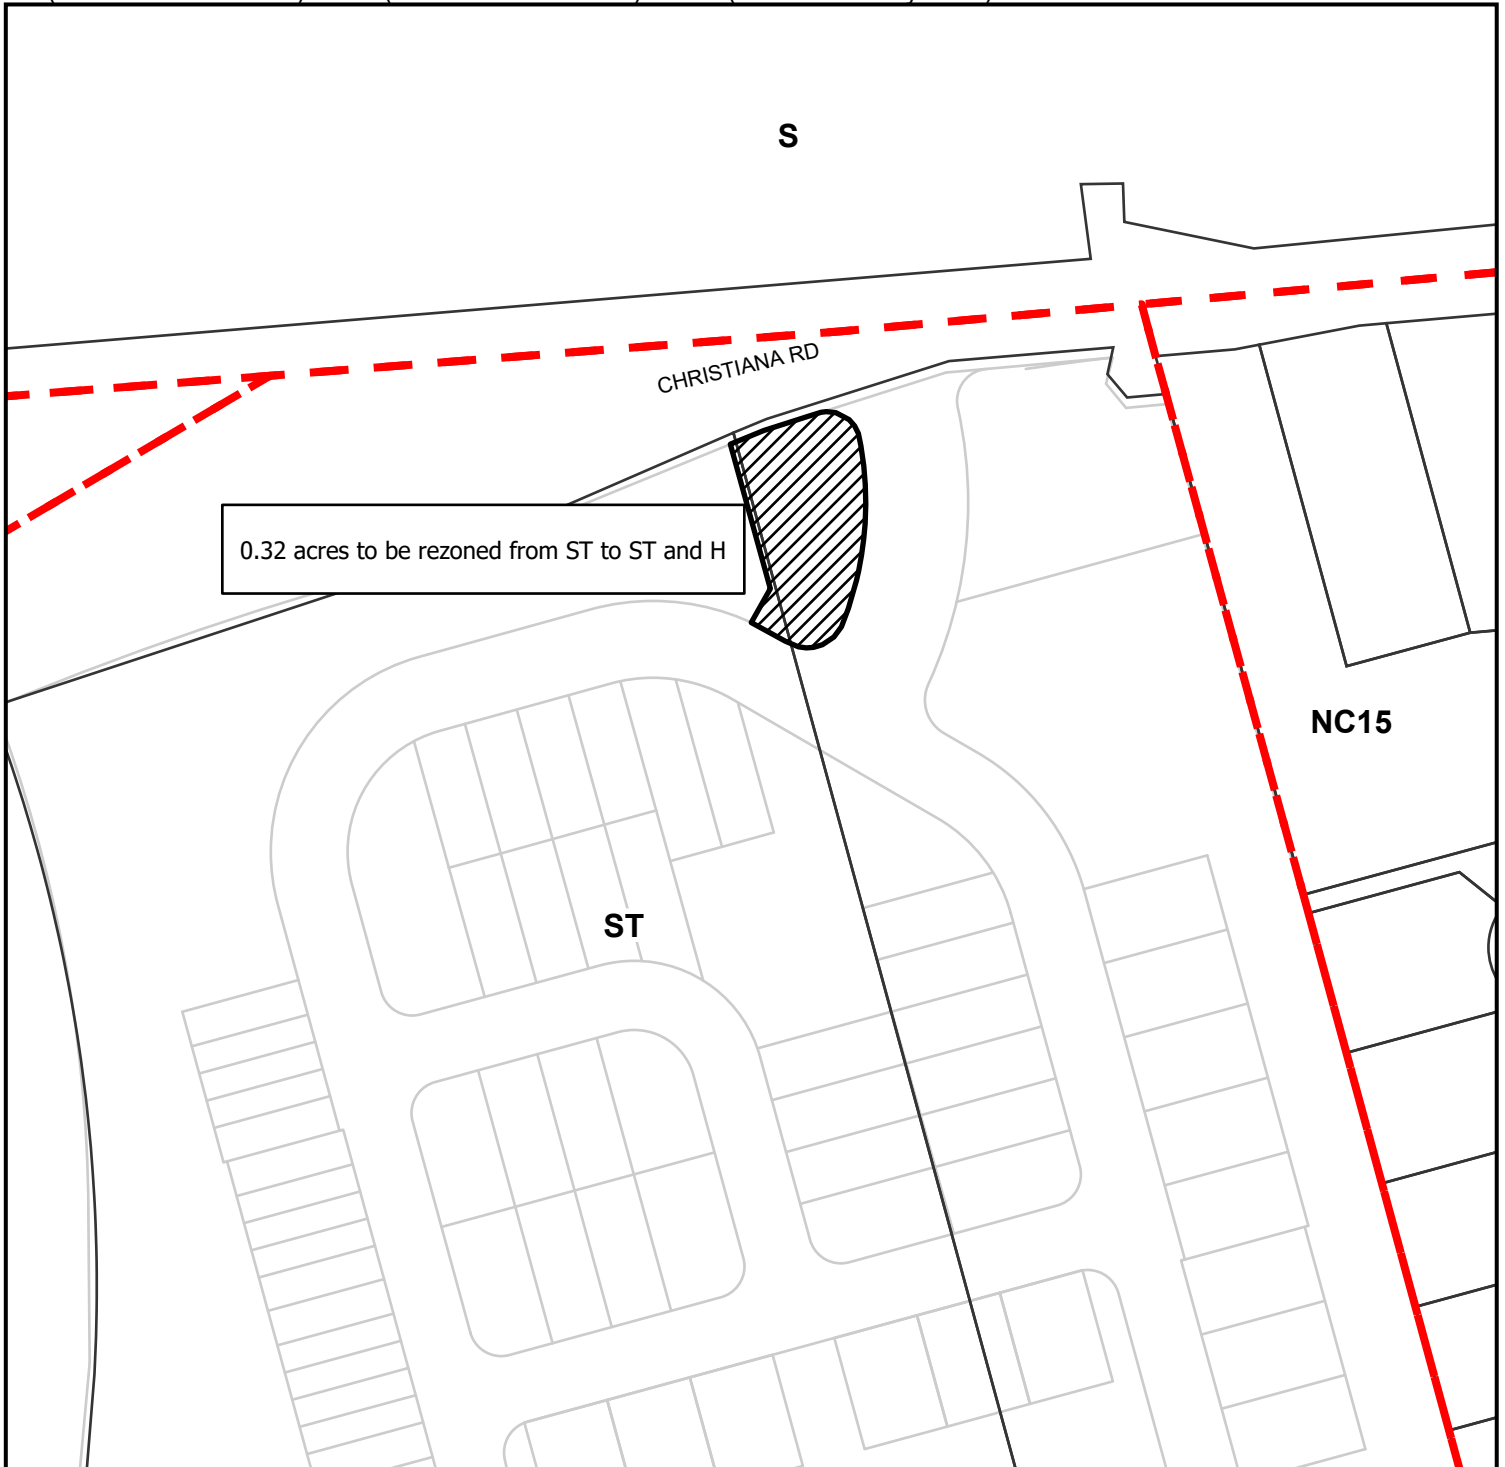 S
CHRISTIANA RD
0.32 acres to be rezoned from ST to ST and H
NC15
ST